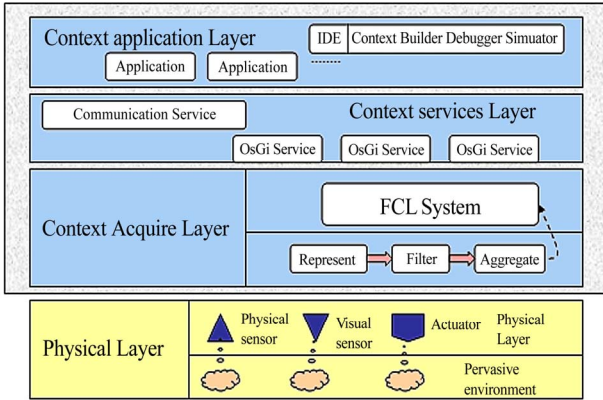 Context application Layer
IDE
Context Builder Debugger Simuator
Application
Application
Communication Service
Context services Layer
OsGi Service
OsGi Service
OsGi Service
Context Acquire Layer
FCL System
Represent
Filter
Aggregate
Physical Layer
Physical
sensor
Visual
sensor
Actuator
Physical
Layer
Pervasive
environment